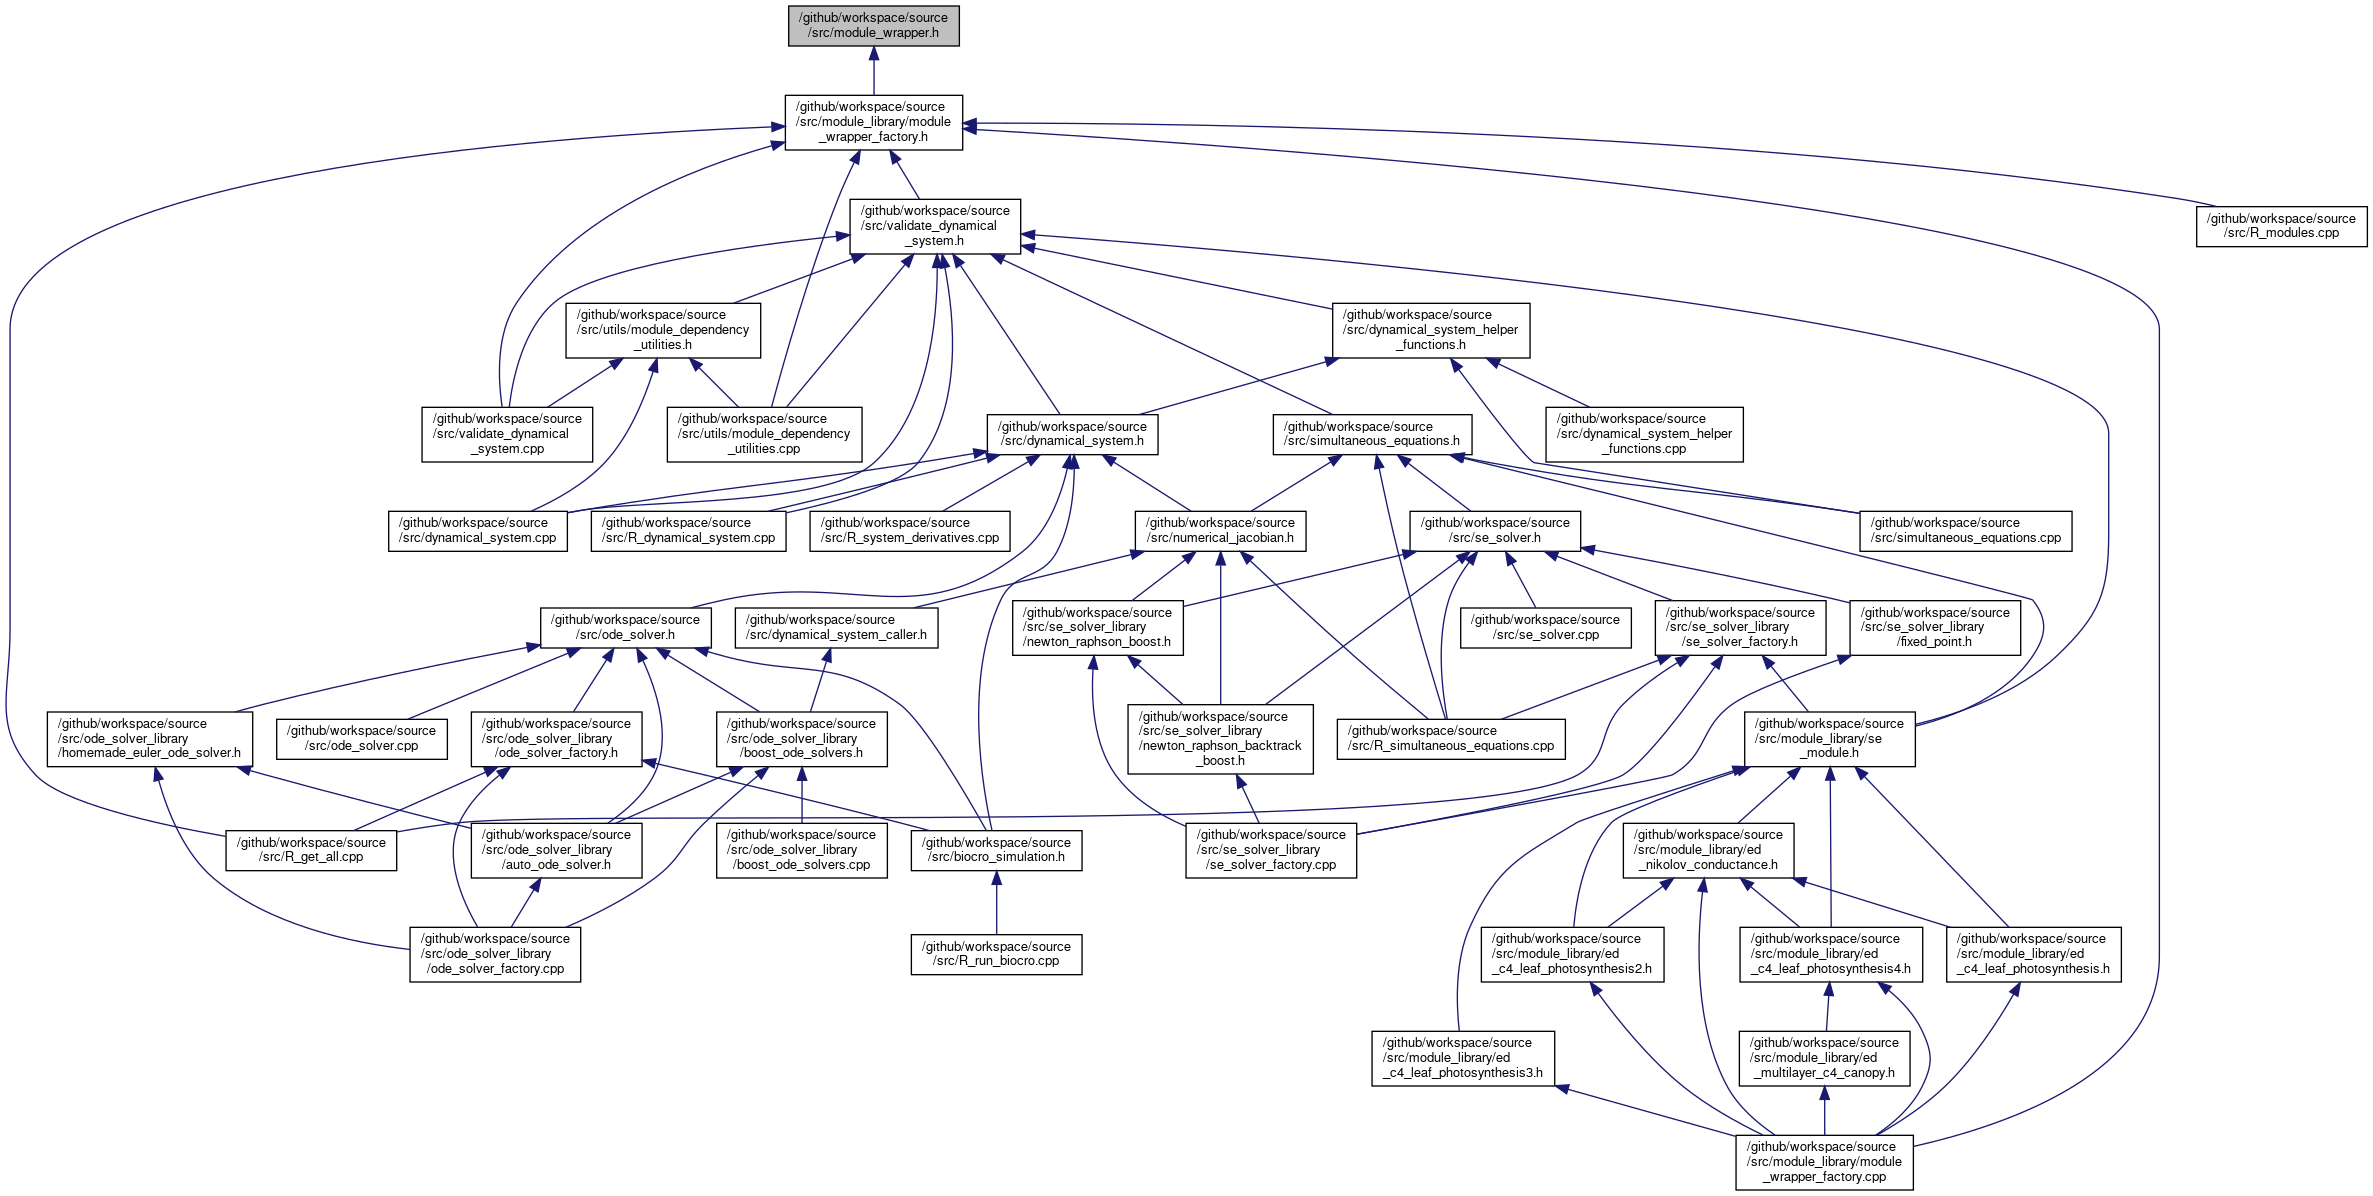 /github/workspace/source
/src/module_wrapper.h
/github/workspace/source
/src/module_library/module
_wrapper_factory.h
/github/workspace/source
/src/validate_dynamical
_system.h
/github/workspace/source
/src/R_modules.cpp
/github/workspace/source
/src/utils/module_dependency
_utilities.h
/github/workspace/source
/src/dynamical_system_helper
_functions.h
/github/workspace/source
/src/validate_dynamical
_system.cpp
/github/workspace/source
/src/utils/module_dependency
_utilities.cpp
/github/workspace/source
/src/dynamical_system.h
/github/workspace/source
/src/simultaneous_equations.h
/github/workspace/source
/src/dynamical_system_helper
_functions.cpp
/github/workspace/source
/src/dynamical_system.cpp
/github/workspace/source
/src/R_dynamical_system.cpp
/github/workspace/source
/src/R_system_derivatives.cpp
/github/workspace/source
/src/numerical_jacobian.h
/github/workspace/source
/src/se_solver.h
/github/workspace/source
/src/simultaneous_equations.cpp
/github/workspace/source
/src/ode_solver.h
/github/workspace/source
/src/dynamical_system_caller.h
/github/workspace/source
/src/se_solver_library
/newton_raphson_boost.h
/github/workspace/source
/src/se_solver.cpp
/github/workspace/source
/src/se_solver_library
/se_solver_factory.h
/github/workspace/source
/src/se_solver_library
/fixed_point.h
/github/workspace/source
/src/ode_solver_library
/homemade_euler_ode_solver.h
/github/workspace/source
/src/ode_solver.cpp
/github/workspace/source
/src/ode_solver_library
/ode_solver_factory.h
/github/workspace/source
/src/ode_solver_library
/boost_ode_solvers.h
/github/workspace/source
/src/se_solver_library
/newton_raphson_backtrack
_boost.h
/github/workspace/source
/src/R_simultaneous_equations.cpp
/github/workspace/source
/src/module_library/se
_module.h
/github/workspace/source
/src/R_get_all.cpp
/github/workspace/source
/src/ode_solver_library
/auto_ode_solver.h
/github/workspace/source
/src/ode_solver_library
/boost_ode_solvers.cpp
/github/workspace/source
/src/biocro_simulation.h
/github/workspace/source
/src/se_solver_library
/se_solver_factory.cpp
/github/workspace/source
/src/module_library/ed
_nikolov_conductance.h
/github/workspace/source
/src/ode_solver_library
/ode_solver_factory.cpp
/github/workspace/source
/src/R_run_biocro.cpp
/github/workspace/source
/src/module_library/ed
_c4_leaf_photosynthesis2.h
/github/workspace/source
/src/module_library/ed
_c4_leaf_photosynthesis4.h
/github/workspace/source
/src/module_library/ed
_c4_leaf_photosynthesis.h
/github/workspace/source
/src/module_library/ed
_c4_leaf_photosynthesis3.h
/github/workspace/source
/src/module_library/ed
_multilayer_c4_canopy.h
/github/workspace/source
/src/module_library/module
_wrapper_factory.cpp